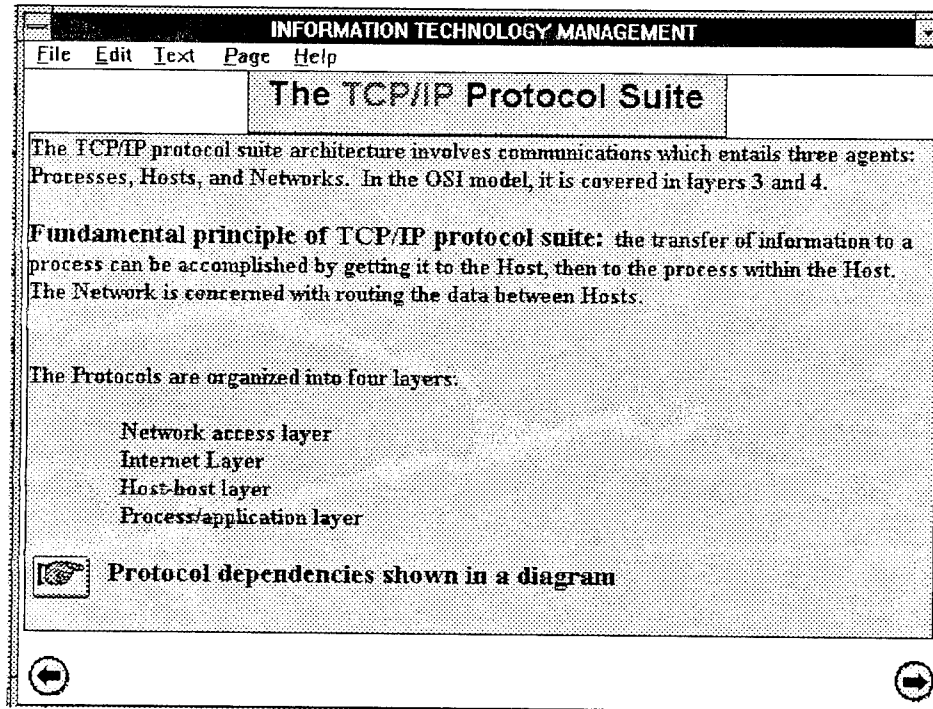 INFORMATION TECHNOLOGY MANAGEMENT
File Edit Text Page Help
The TCP/IP Protocol Suite
The TCP/IP protocol suite architecture involves communications which entails three agents:
Processes, Hosts, and Networks. In the OSI model, it is covered in layers 3 and 4.
Fundamental principle of TCP/IP protocol suite: the transfer of information to a
process can be accomplished by getting it to the Host, then to the process within the Host.
The Network is concerned with routing the data between Hosts.
The Protocols are organized into four layers:
Network access layer
Internet Layer
Host-host layer
Process/application layer
Protocol dependencies shown in a diagram